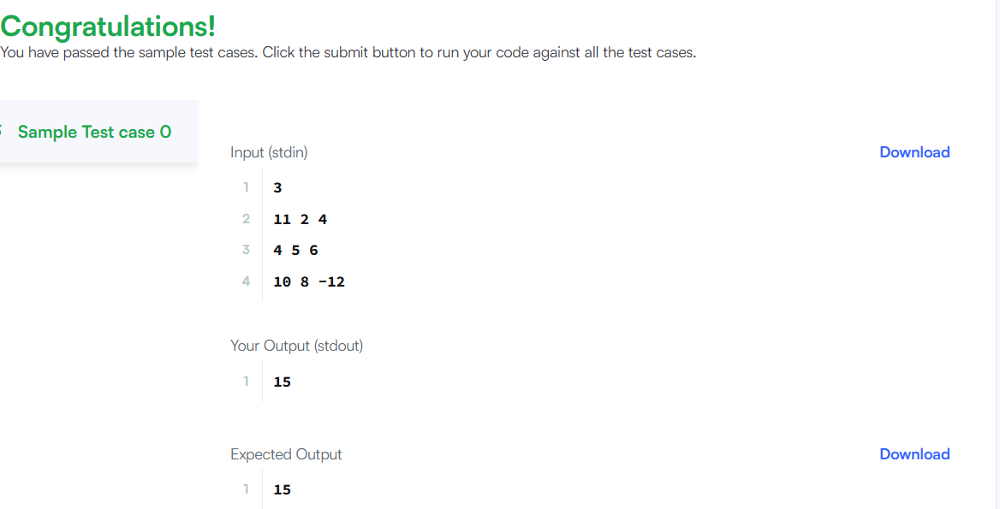 Congratulations!
You have passed the sample test cases. Click the submit button to run your code against all the test cases.
Sample Test case 0
Input (stdin)
Download
1 3
2 11 2 4
3 4 5 6
4 10 8 -12
Your Output (stdout)
1 15
Expected Output
Download
1 15